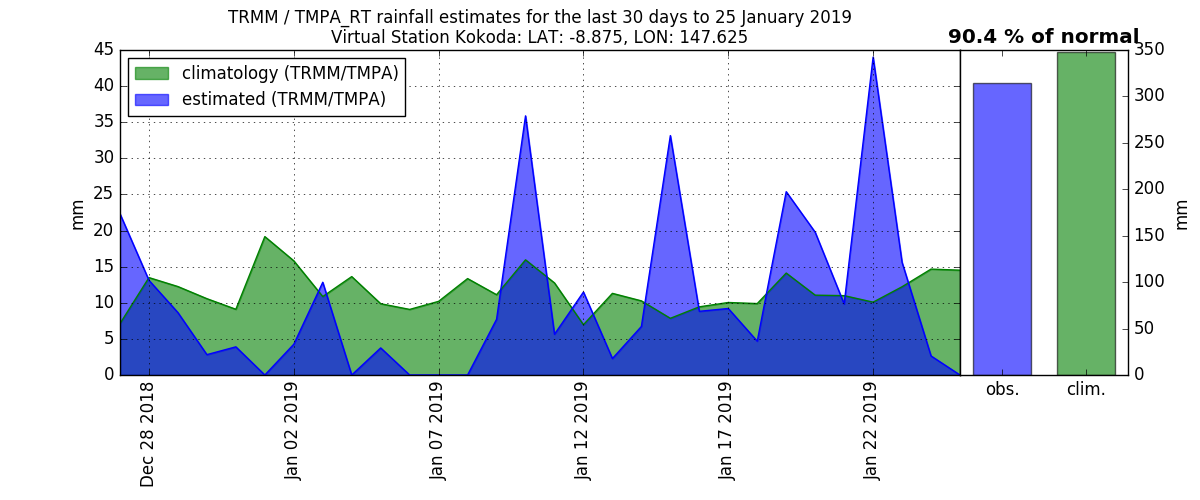 TRMM / TMPA_RT rainfall estimates for the last 30 days to 25 January 2019
Virtual Station Kokoda: LAT: -8.875, LON: 147.625
90.4 % of normal
climatology (TRMM/TMPA)
estimated (TRMM/TMPA)
45
40
35
30
25
20
15
10
5
0
mm
Dec 28 2018
Jan 02 2019
Jan 07 2019
Jan 12 2019
Jan 17 2019
Jan 22 2019
obs.
clim.
350
300
250
200
150
100
50
0
mm